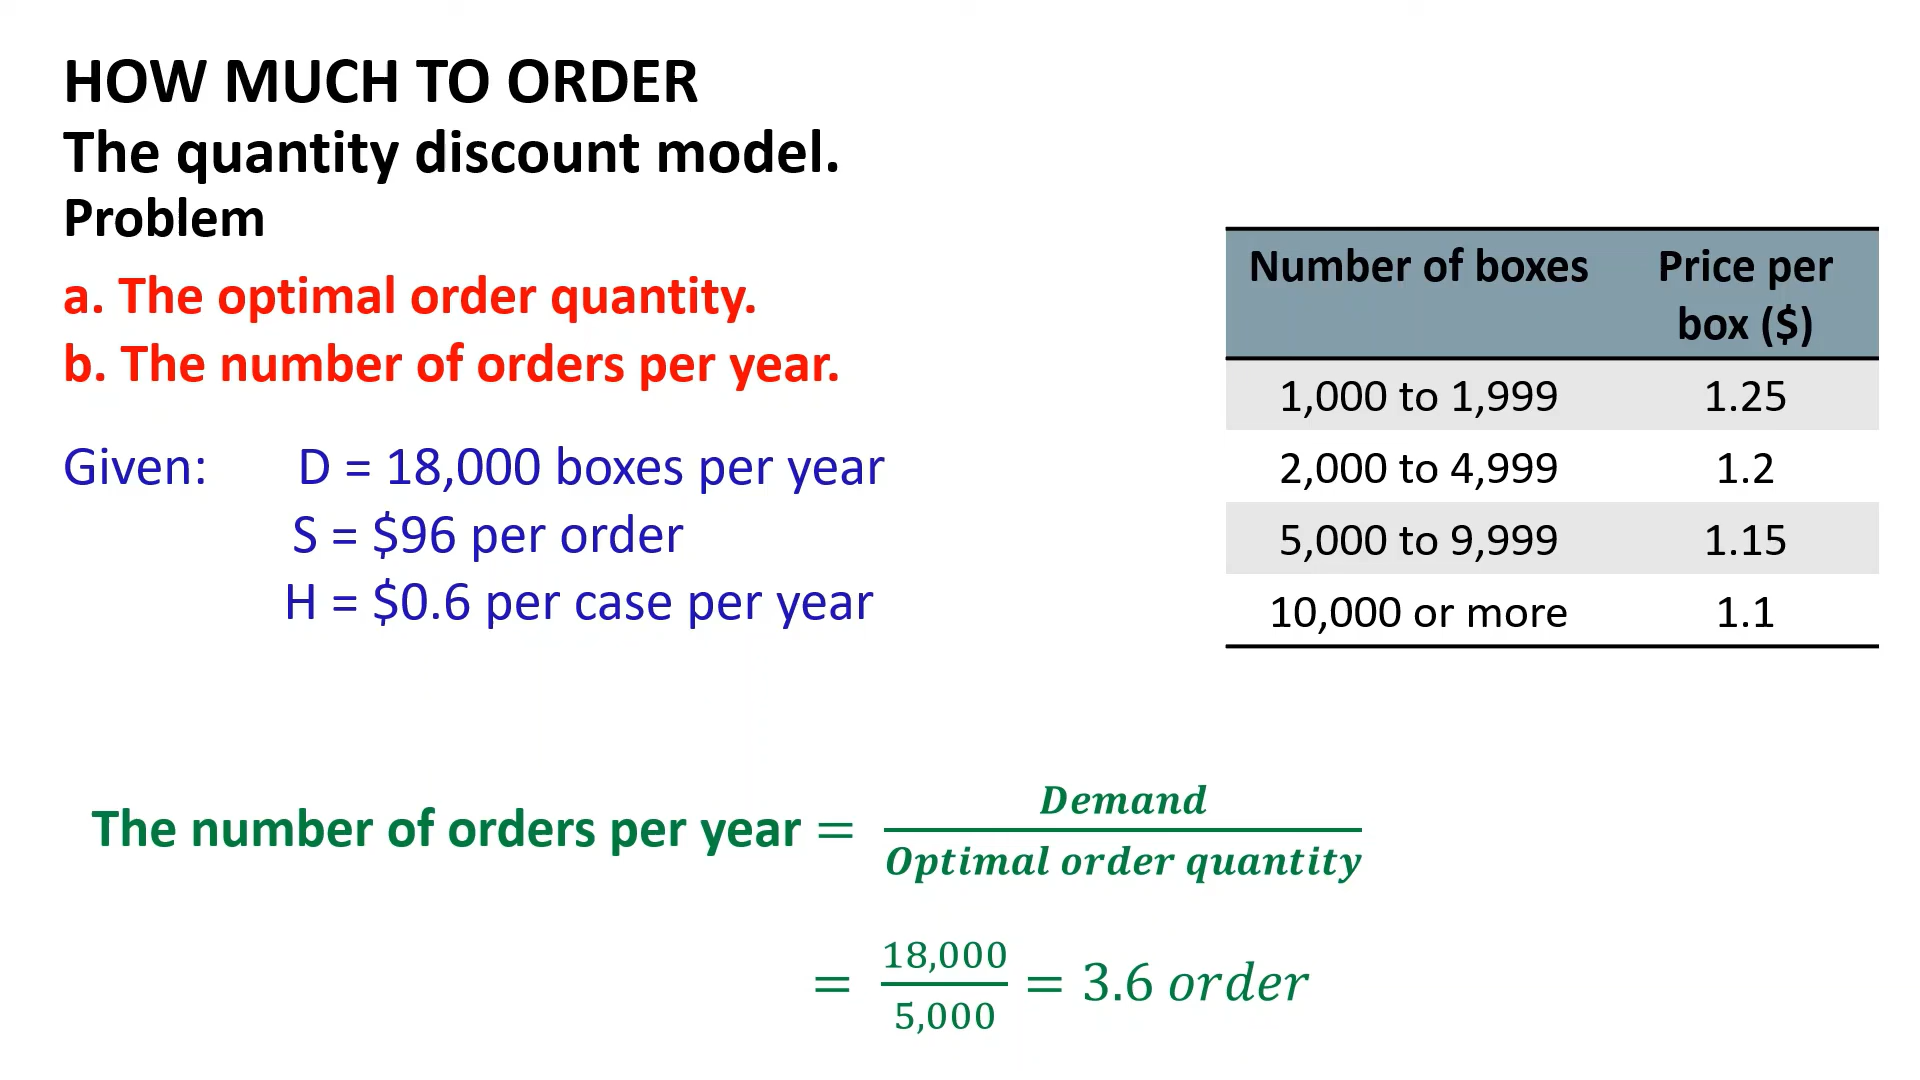 HOW MUCH TO ORDER
The quantity discount model.
Problem
a. The optimal order quantity.
b. The number of orders per year.
Given: D = 18,000 boxes per year
S = $96 per order
H = $0.6 per case per year
Number of boxes Price per
box ($)
1,000 to 1,999 1.25
2,000 to 4,999 1.2
5,000 to 9,999 1.15
10,000 or more 1.1
Demand
The number of orders per year =
Optimal order quantity
18,000
= = 3.6 order
5,000